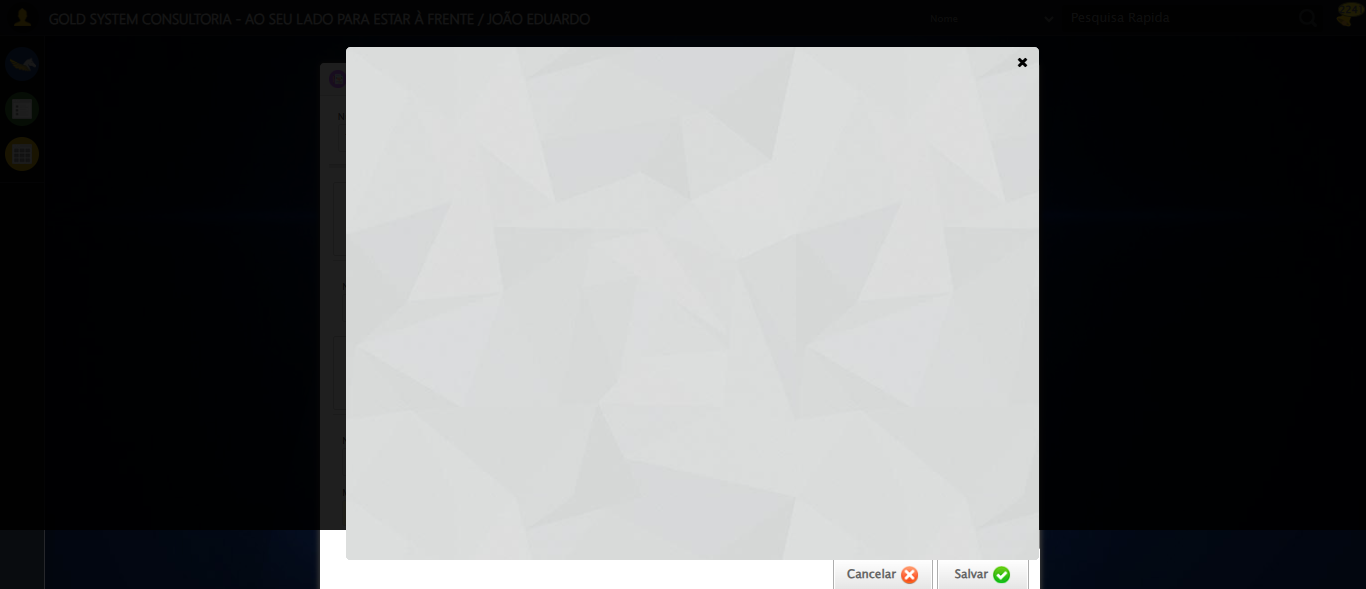 GOLD SYSTEM CONSULTORIA - AO SEU LADO PARA ESTAR À FRENTE / JOÃO EDUARDO
Nome
Pesquisa Rapida
Cancelar
Salvar